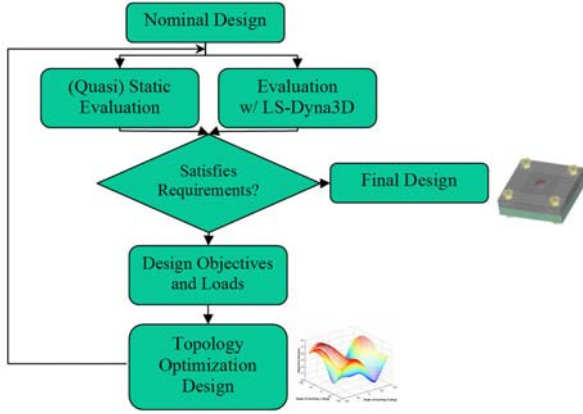 Nominal Design
(Quasi) Static
Evaluation
Evaluation
w/ LS-Dyna3D
Satisfies
Requirements?
Final Design
Design Objectives
and Loads
Topology
Optimization
Design